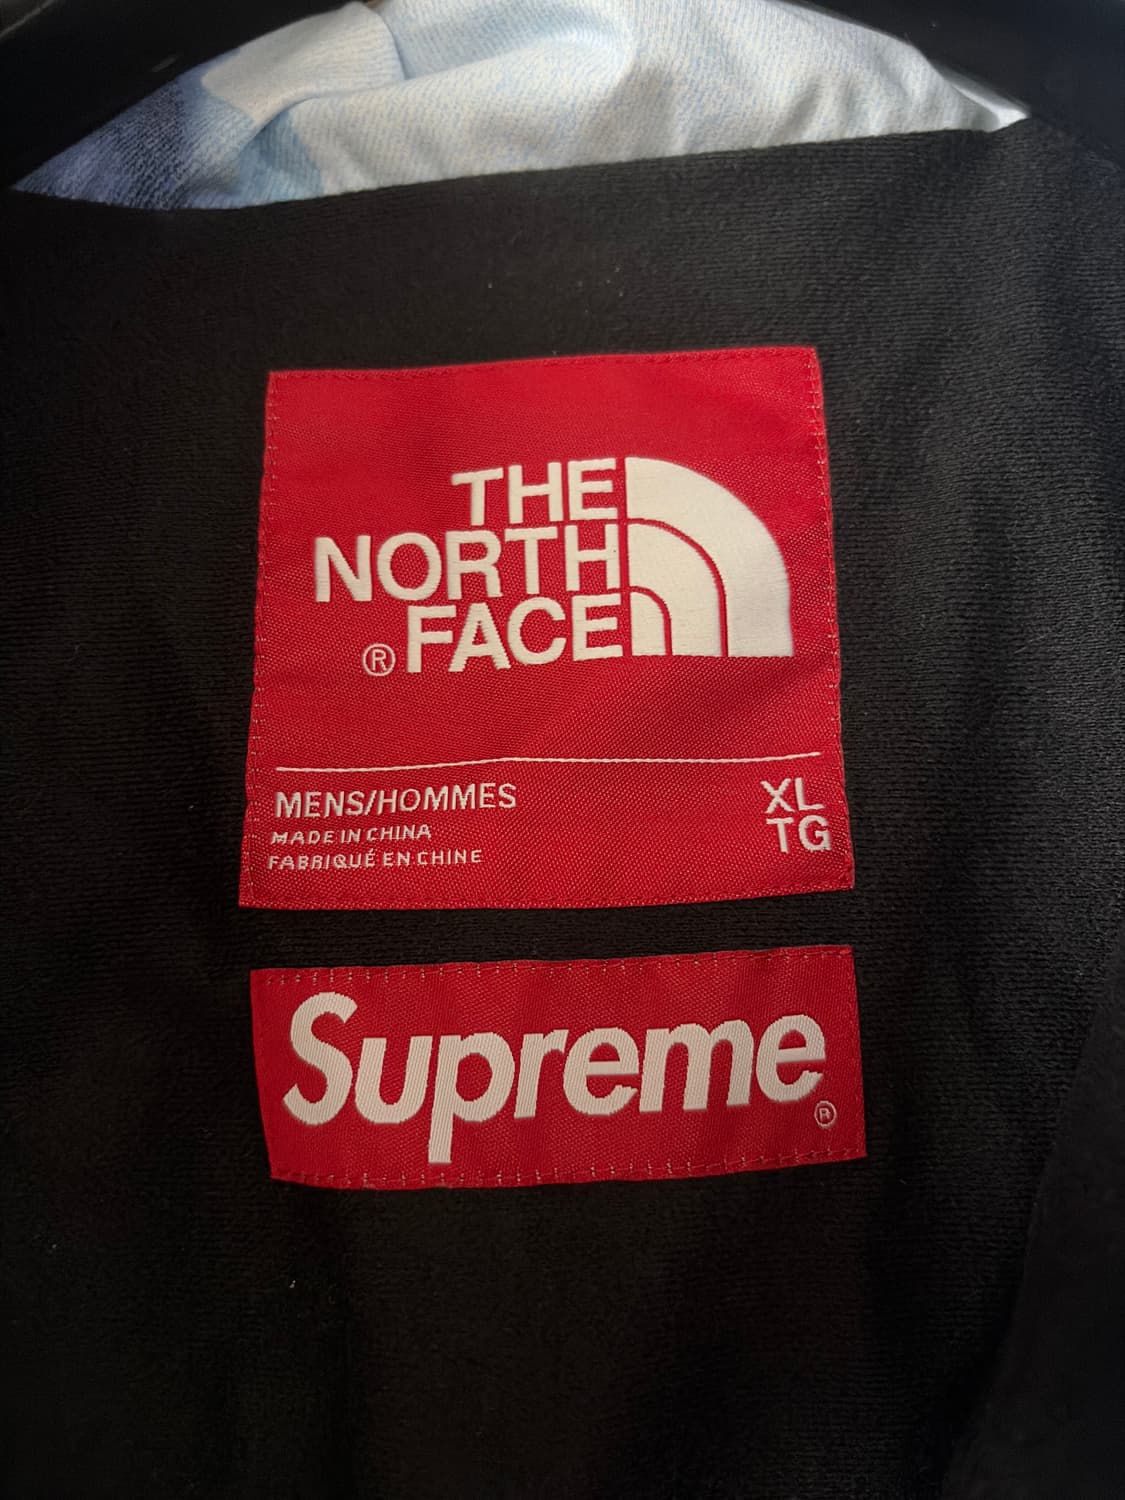 THE
NORTH
® FACE
MENS/HOMMES
MADE IN CHINA
FABRIQUÉ EN CHINE
XL
TG
Supreme®